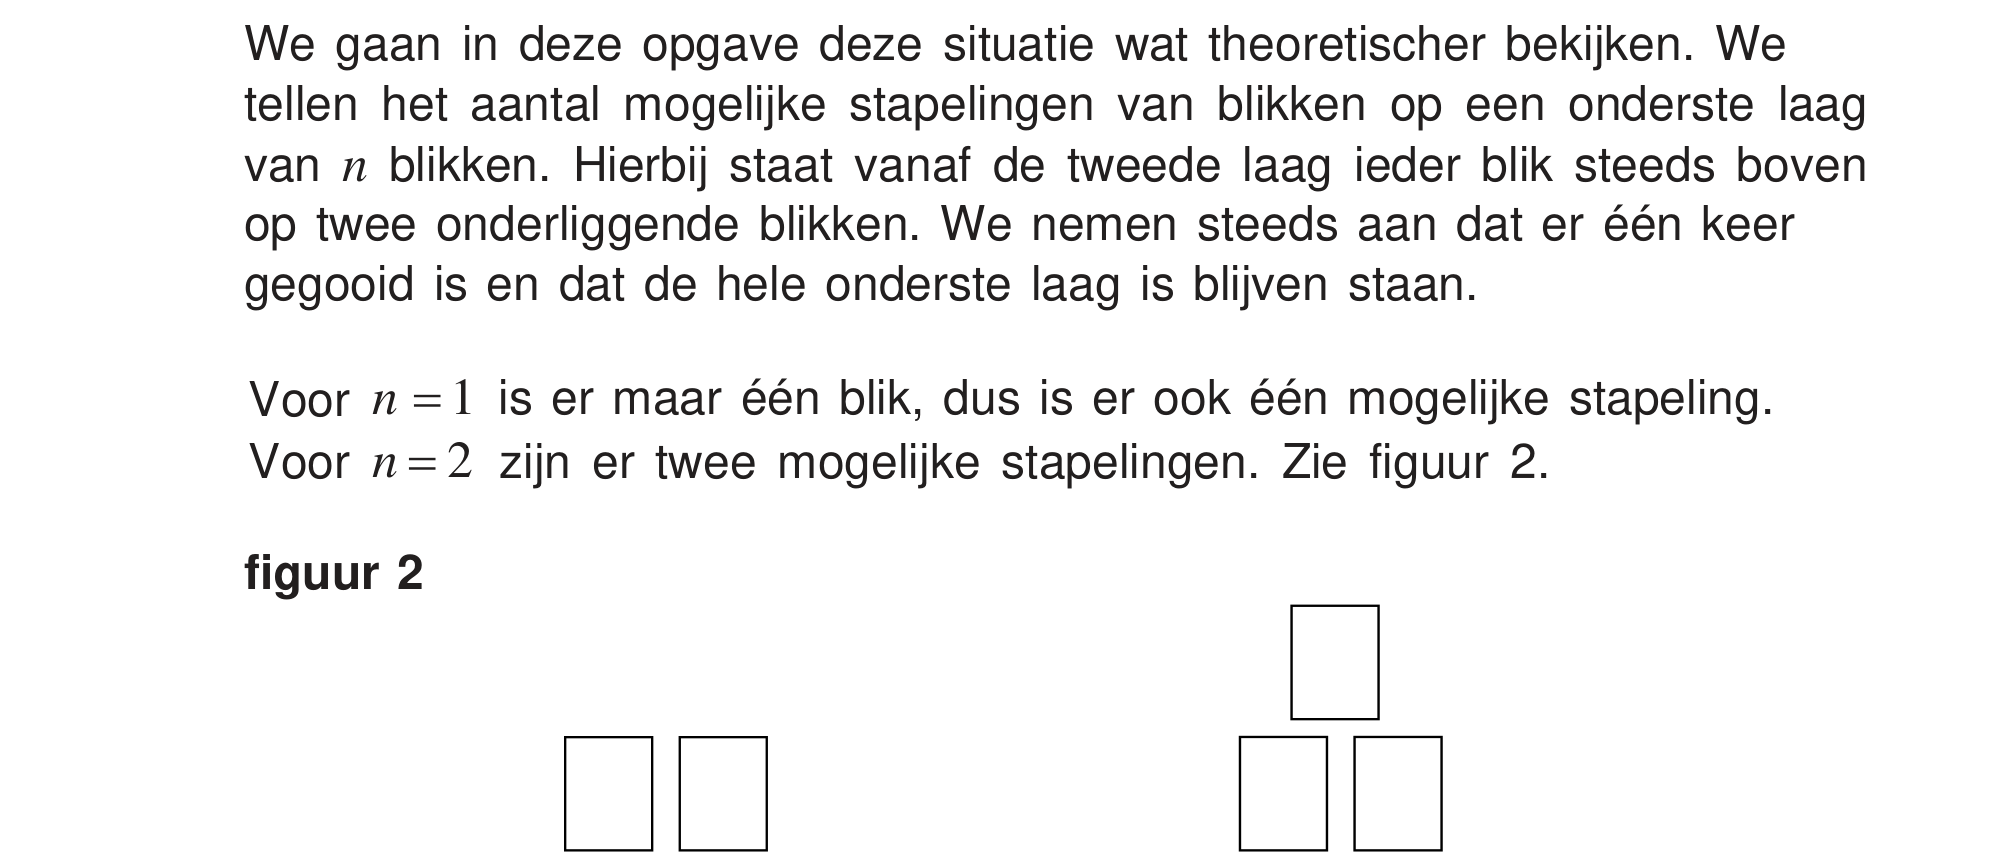 We gaan in deze opgave deze situatie wat theoretischer bekijken. We
tellen het aantal mogelijke stapelingen van blikken op een onderste laag
van n blikken. Hierbij staat vanaf de tweede laag ieder blik steeds boven
op twee onderliggende blikken. We nemen steeds aan dat er één keer
gegooid is en dat de hele onderste laag is blijven staan.
Voor n = 1 is er maar één blik, dus is er ook één mogelijke stapeling.
Voor n = 2 zijn er twee mogelijke stapelingen. Zie figuur 2.
figuur 2